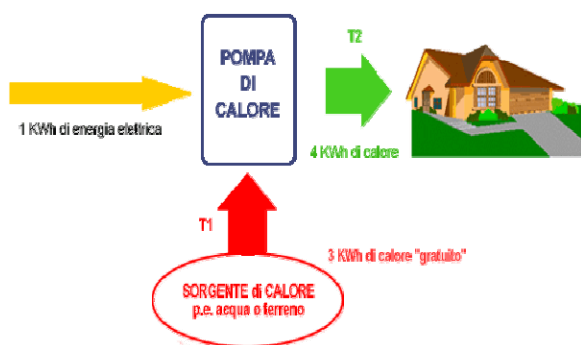 POMPA
DI
CALORE
T2
1 KWh di energia elettrica
4 KWh di calore
T1
3 KWh di calore "gratuito"
SORGENTE di CALORE
p.e. acqua o terreno